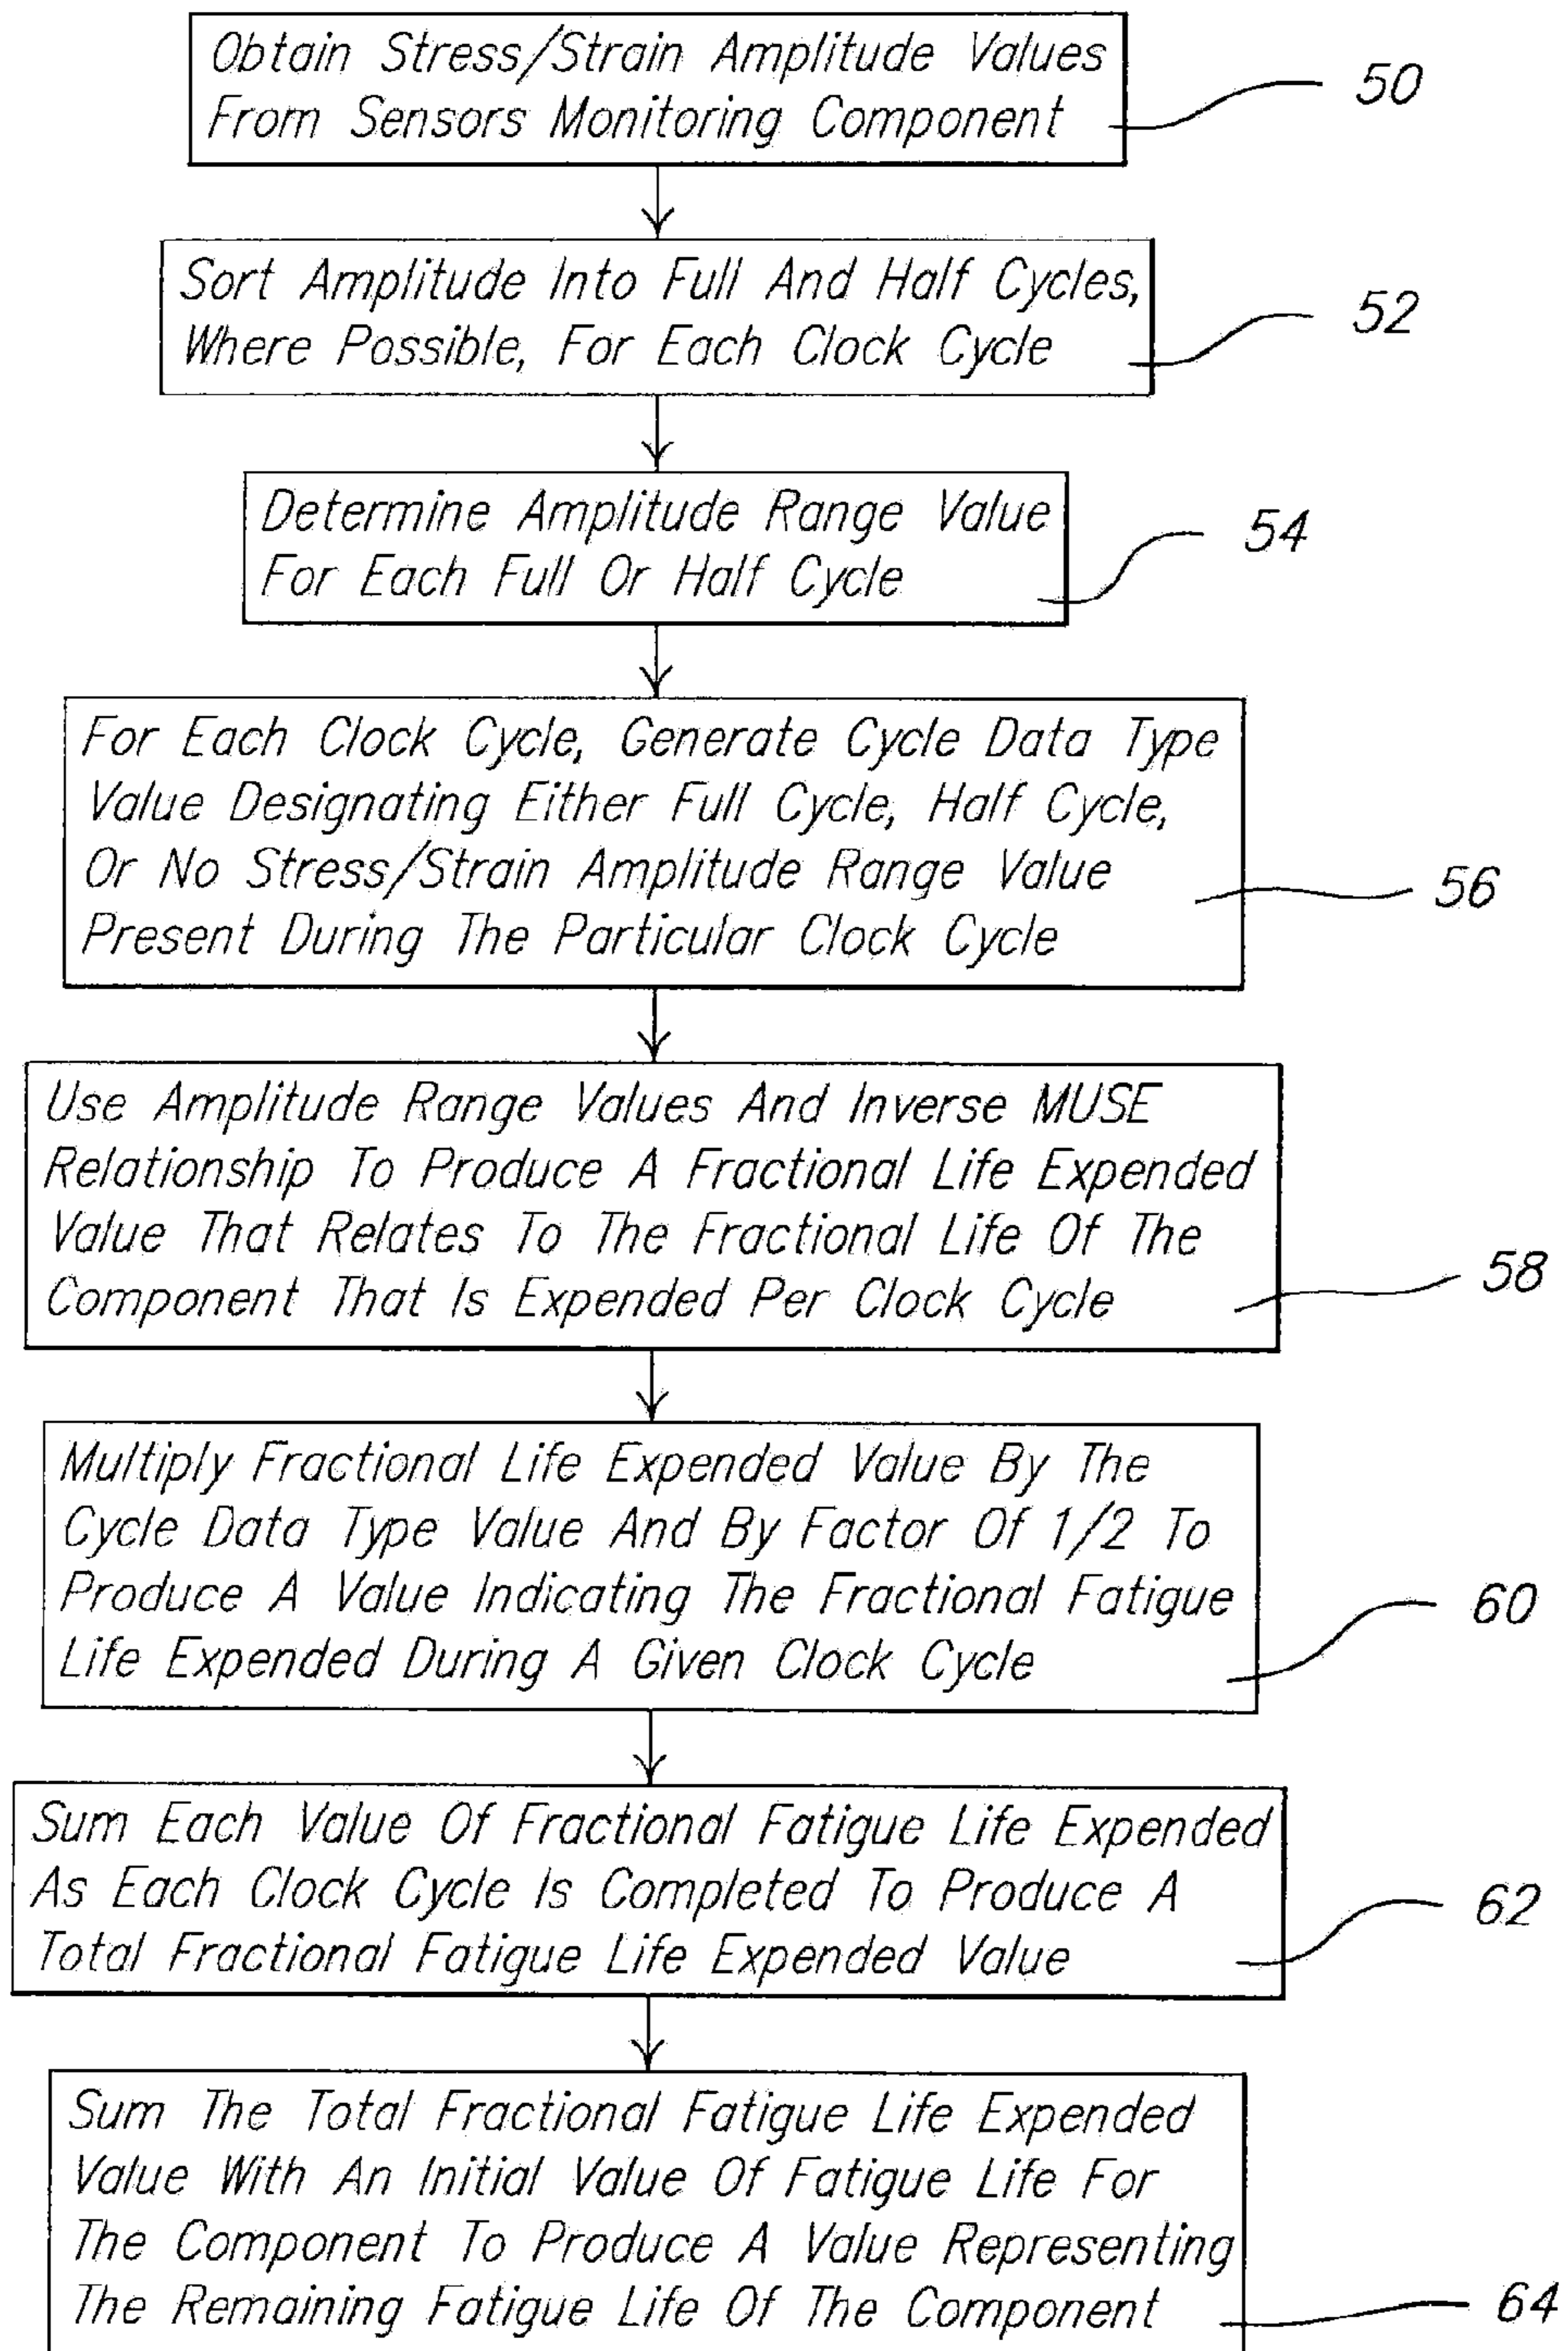 Obtain Stress/Strain Amplitude Values
From Sensors Monitoring Component
50
Sort Amplitude Into Full And Half Cycles,
Where Possible, For Each Clock Cycle
52
Determine Amplitude Range Value
For Each Full Or Half Cycle
54
For Each Clock Cycle, Generate Cycle Data Type
Value Designating Either Full Cycle, Half Cycle,
Or No Stress/Strain Amplitude Range Value
Present During The Particular Clock Cycle
56
Use Amplitude Range Values And Inverse MUSE
Relationship To Produce A Fractional Life Expended
Value That Relates To The Fractional Life Of The
Component That Is Expended Per Clock Cycle
58
Multiply Fractional Life Expended Value By The
Cycle Data Type Value And By Factor Of 1/2 To
Produce A Value Indicating The Fractional Fatigue
Life Expended During A Given Clock Cycle
60
Sum Each Value Of Fractional Fatigue Life Expended
As Each Clock Cycle Is Completed To Produce A
Total Fractional Fatigue Life Expended Value
62
Sum The Total Fractional Fatigue Life Expended
Value With An Initial Value Of Fatigue Life For
The Component To Produce A Value Representing
The Remaining Fatigue Life Of The Component
64